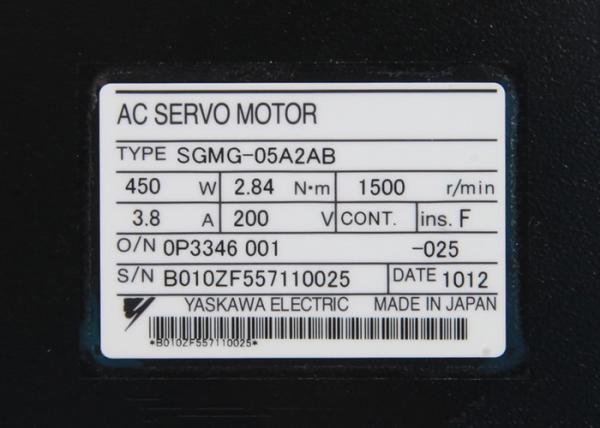 AC SERVO MOTOR
TYPE SGMG-05A2AB
450 W 2.84 N·m 1500 r/min
3.8 A 200 V CONT. ins. F
O/N 0P3346 001 -025
S/N B010ZF557110025 DATE 1012
YASKAWA ELECTRIC MADE IN JAPAN
*B010ZF557110025*